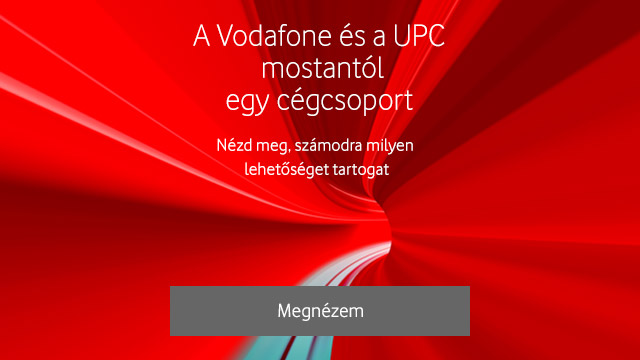 A Vodafone és a UPC
mostantól
egy cégcsoport
Nézd meg, számodra milyen
lehetőséget tartogat
Megnézem